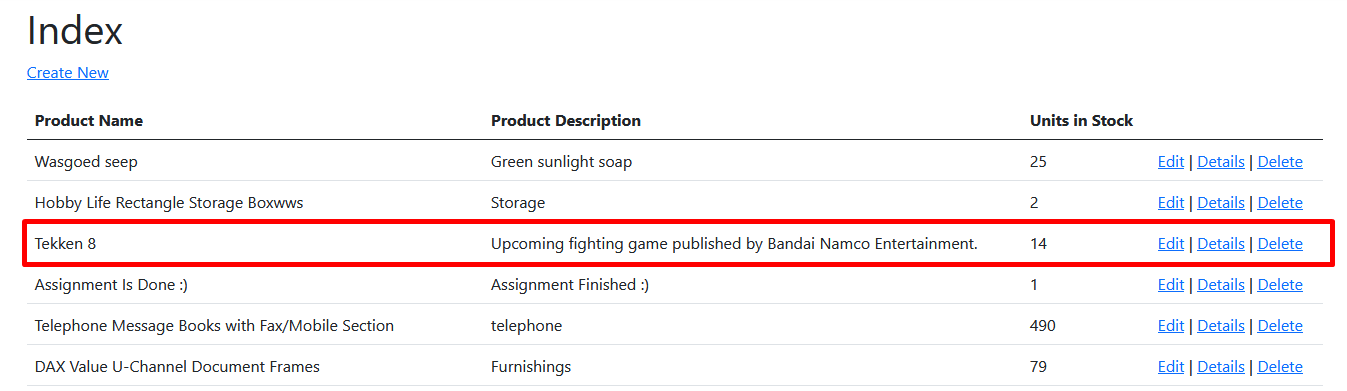 Index
Create New
Product Name Product Description Units in Stock
Wasgoed seep Green sunlight soap 25 Edit | Details | Delete
Hobby Life Rectangle Storage Boxwws Storage 2 Edit | Details | Delete
Tekken 8 Upcoming fighting game published by Bandai Namco Entertainment. 14 Edit | Details | Delete
Assignment Is Done :) Assignment Finished :) 1 Edit | Details | Delete
Telephone Message Books with Fax/Mobile Section telephone 490 Edit | Details | Delete
DAX Value U-Channel Document Frames Furnishings 79 Edit | Details | Delete